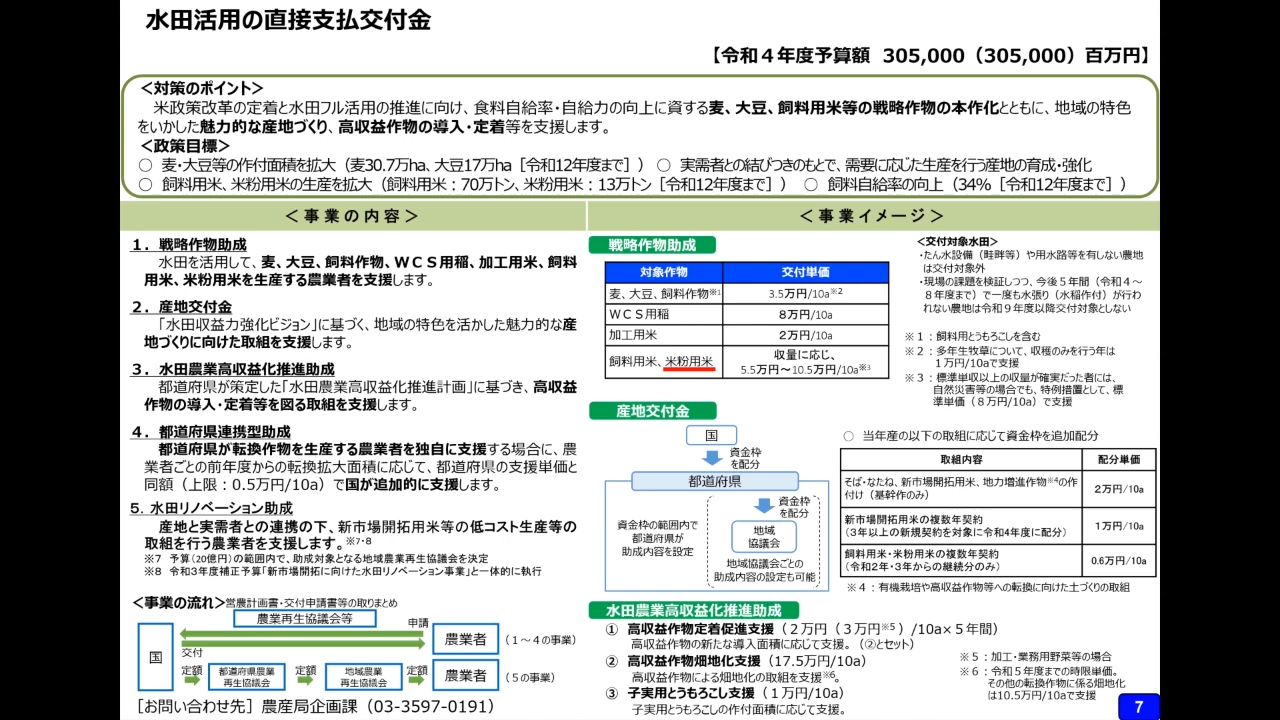 水田活用の直接支払交付金
【令和４年度予算額 305,000（305,000）百万円】
＜対策のポイント＞
米政策改革の定着と水田フル活用の推進に向け、食料自給率・自給力の向上に資する麦、大豆、飼料用米等の戦略作物の本作化とともに、地域の特色
をいかした魅力的な産地づくり、高収益作物の導入・定着等を支援します。
＜政策目標＞
○ 麦・大豆等の作付面積を拡大（麦30.7万ha、大豆17万ha［令和12年度まで］） ○ 実需者との結びつきのもとで、需要に応じた生産を行う産地の育成・強化
○ 飼料用米、米粉用米の生産を拡大（飼料用米：70万トン、米粉用米：13万トン［令和12年度まで］） ○ 飼料自給率の向上（34%［令和12年度まで］）
＜事業の内容＞
１．戦略作物助成
水田を活用して、麦、大豆、飼料作物、ＷＣＳ用稲、加工用米、飼料
用米、米粉用米を生産する農業者を支援します。
２．産地交付金
「水田収益力強化ビジョン」に基づく、地域の特色を活かした魅力的な産
地づくりに向けた取組を支援します。
３．水田農業高収益化推進助成
都道府県が策定した「水田農業高収益化推進計画」に基づき、高収益
作物の導入・定着等を図る取組を支援します。
４．都道府県連携型助成
都道府県が転換作物を生産する農業者を独自に支援する場合に、農
業者ごとの前年度からの転換拡大面積に応じて、都道府県の支援単価と
同額（上限：0.5万円/10a）で国が追加的に支援します。
５．水田リノベーション助成
産地と実需者との連携の下、新市場開拓用米等の低コスト生産等の
取組を行う農業者を支援します。※7・8
※７ 予算（20億円）の範囲内で、助成対象となる地域農業再生協議会を決定
※８ 令和３年度補正予算「新市場開拓に向けた水田リノベーション事業」と一体的に執行
＜事業の流れ＞
営農計画書・交付申請書等の取りまとめ
農業再生協議会等
申請
国
交付
農業者
（１～４の事業）
定額
都道府県農業
再生協議会
定額
地域農業
再生協議会
定額
農業者
（５の事業）
［お問い合わせ先］農産局企画課（03-3597-0191）
＜事業イメージ＞
戦略作物助成
対象作物 交付単価
麦、大豆、飼料作物※1 3.5万円/10a※2
ＷＣＳ用稲 ８万円/10a
加工用米 ２万円/10a
飼料用米、米粉用米 収量に応じ、
5.5万円～10.5万円/10a※3
＜交付対象水田＞
・たん水設備（畦畔等）や用水路等を有しない農地
は交付対象外
・現場の課題を検証しつつ、今後５年間（令和４～
８年度まで）で一度も水張り（水稲作付）が行わ
れない農地は令和９年度以降交付対象としない
※１：飼料用とうもろこしを含む
※２：多年生牧草について、収穫のみを行う年は
１万円/10aで支援
※３：標準単収以上の収量が確実だった者には、
自然災害等の場合でも、特例措置として、標
準単価（８万円/10a）で支援
産地交付金
国
資金枠
を配分
都道府県
資金枠の範囲内で
都道府県が
助成内容を設定
資金枠
を配分
地域
協議会
地域協議会ごとの
助成内容の設定も可能
○ 当年産の以下の取組に応じて資金枠を追加配分
取組内容 配分単価
そば・なたね、新市場開拓用米、地力増進作物※4の作
付け（基幹作のみ） ２万円/10a
新市場開拓用米の複数年契約
（3年以上の新規契約を対象に令和4年度に配分） １万円/10a
飼料用米・米粉用米の複数年契約
（令和2年・3年からの継続分のみ） 0.6万円/10a
※４：有機栽培や高収益作物等への転換に向けた土づくりの取組
水田農業高収益化推進助成
① 高収益作物定着促進支援（２万円（３万円※5）/10a×５年間）
高収益作物の新たな導入面積に応じて支援。（②とセット）
② 高収益作物畑地化支援（17.5万円/10a）
高収益作物による畑地化の取組を支援※6。
③ 子実用とうもろこし支援（１万円/10a）
子実用とうもろこしの作付面積に応じて支援。
※５：加工・業務用野菜等の場合
※６：令和５年度までの時限単価。
その他の転換作物に係る畑地化
は10.5万円/10aで支援
7